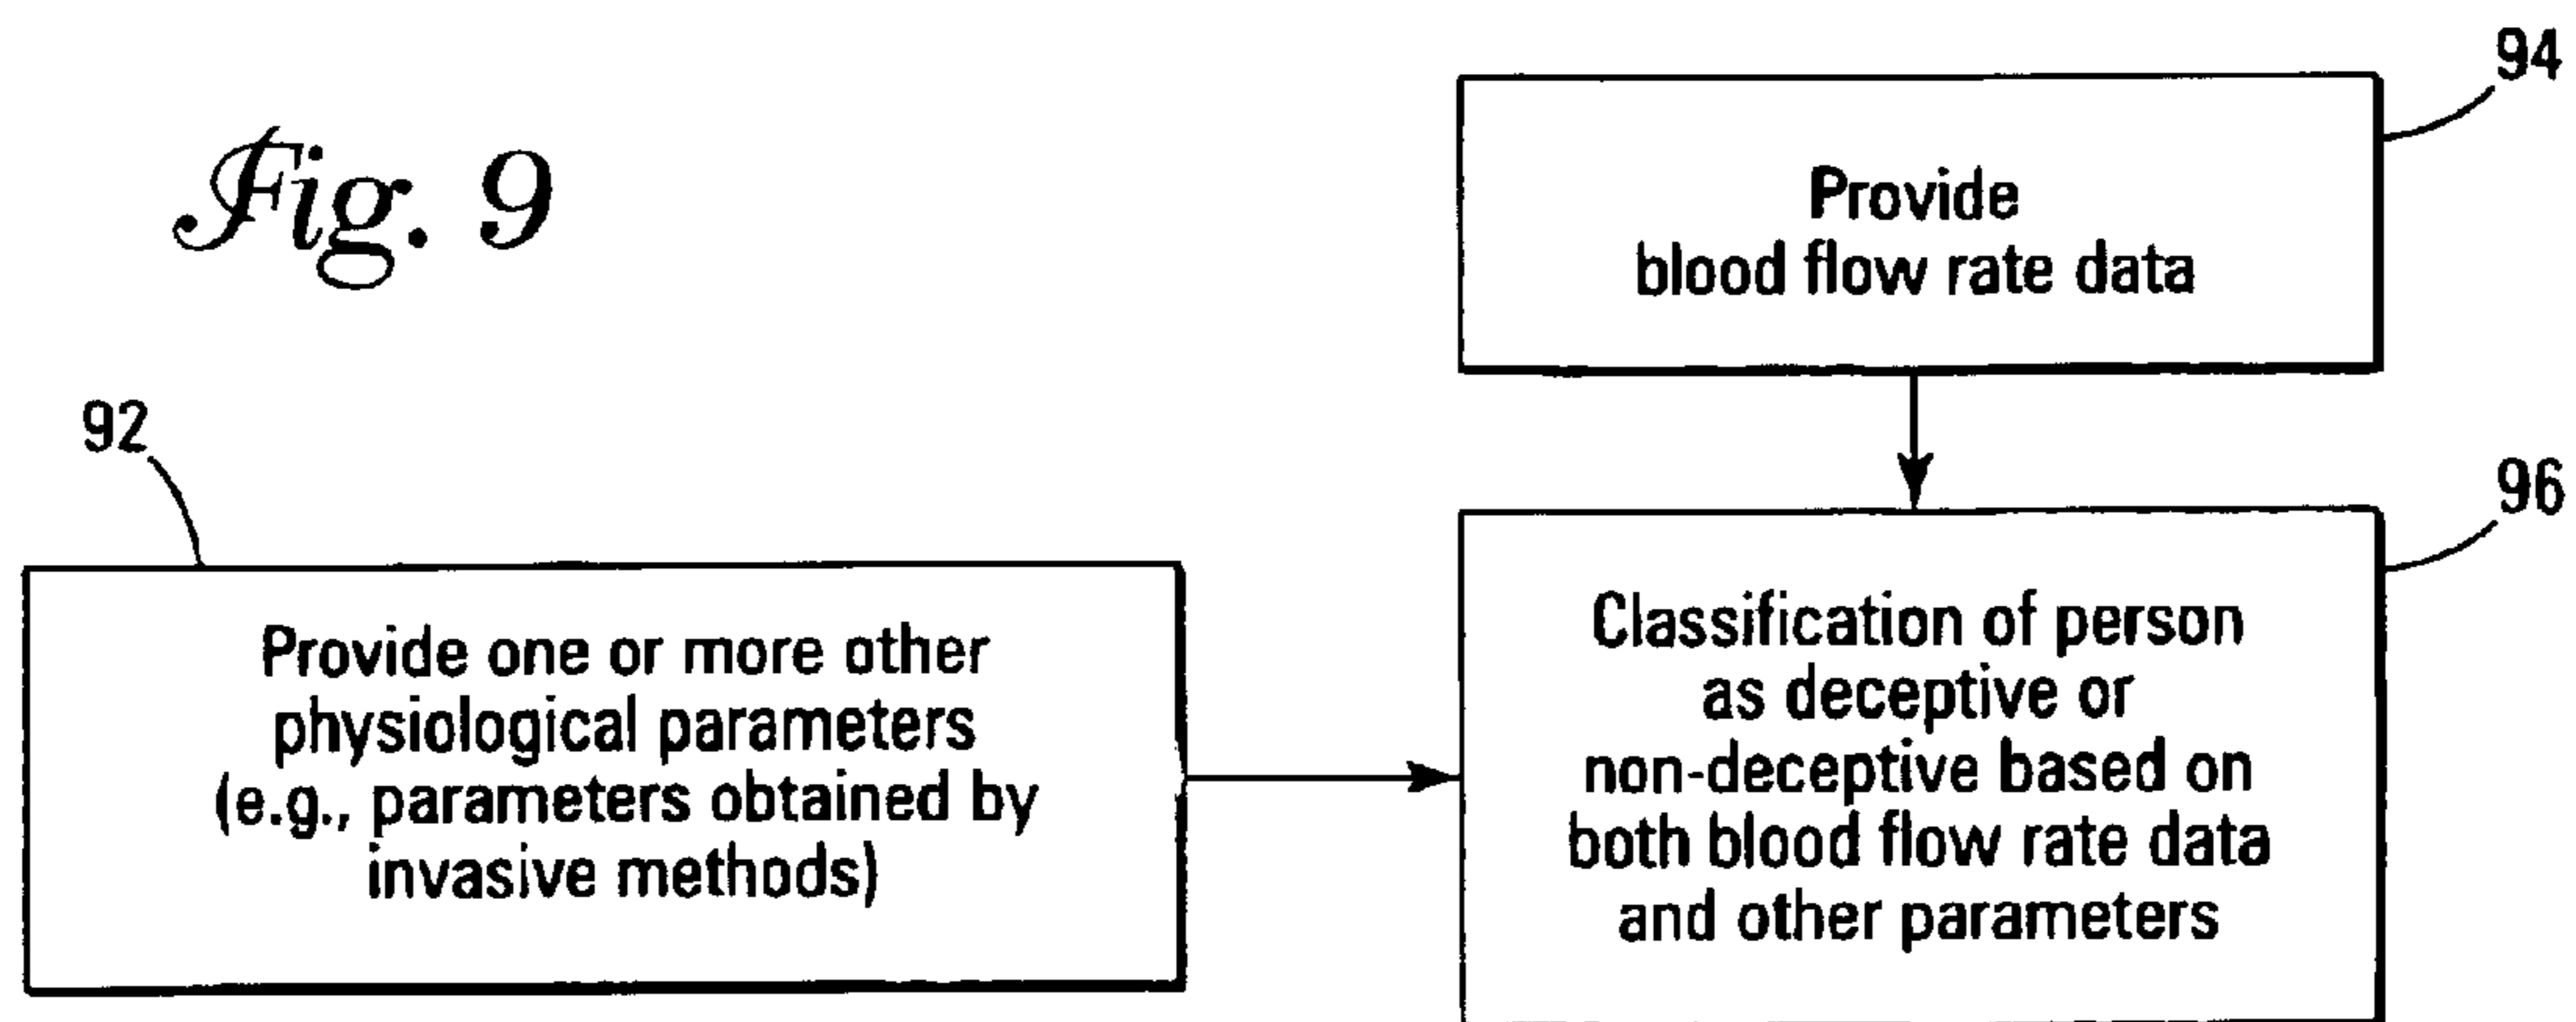 Fig. 9
94
Provide
blood flow rate data
92
Provide one or more other
physiological parameters
(e.g., parameters obtained by
invasive methods)
96
Classification of person
as deceptive or
non-deceptive based on
both blood flow rate data
and other parameters